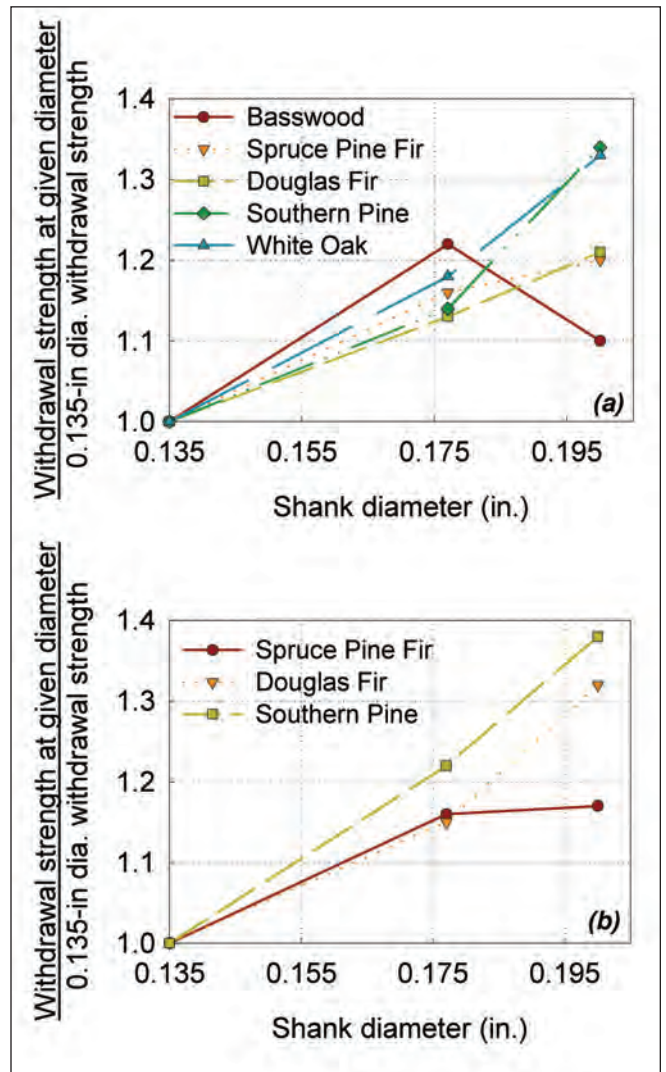 Withdrawal strength at given diameter
0.135-in dia. withdrawal strength
1.4
1.3
1.2
1.1
1.0
Basswood
Spruce Pine Fir
Douglas Fir
Southern Pine
White Oak
(a)
0.135
0.155
0.175
0.195
Shank diameter (in.)
Withdrawal strength at given diameter
0.135-in dia. withdrawal strength
1.4
1.3
1.2
1.1
1.0
Spruce Pine Fir
Douglas Fir
Southern Pine
(b)
0.135
0.155
0.175
0.195
Shank diameter (in.)